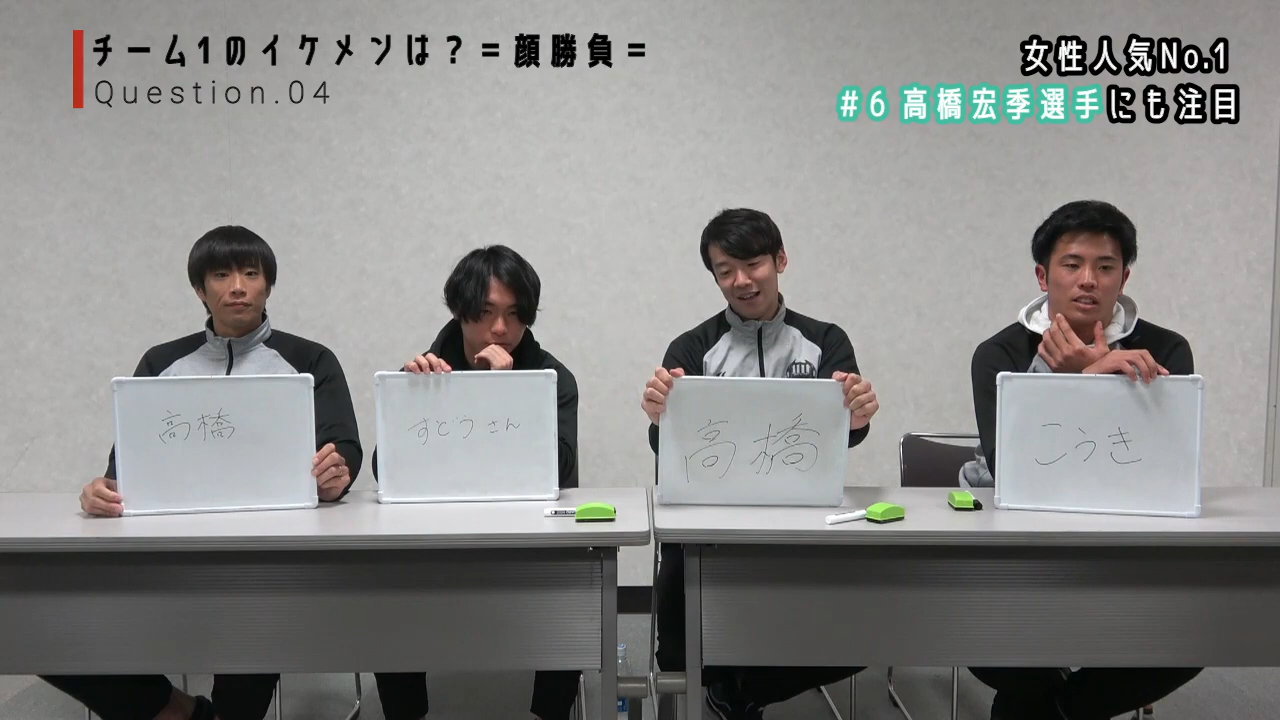 チーム1のイケメンは？＝顔勝負＝
Question.04
女性人気No.1
#6 高橋宏季選手にも注目
高橋
すどうさん
高橋
こうき